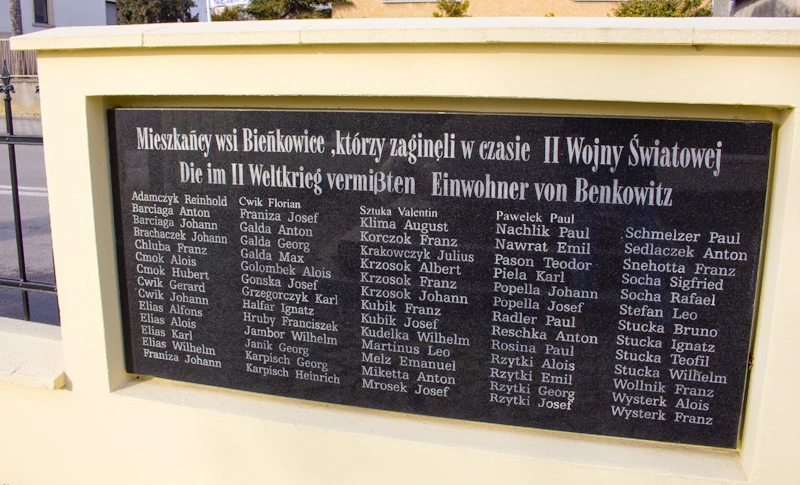 Mieszkańcy wsi Bieńkowice ,którzy zaginęli w czasie II Wojny Światowej
Die im II Weltkrieg vermißten Einwohner von Benkowitz
Adamczyk Reinhold
Barciaga Anton
Barciaga Johann
Brachaczek Johann
Chluba Franz
Cmok Alois
Cmok Hubert
Cwik Gerard
Cwik Johann
Elias Alfons
Elias Alois
Elias Karl
Elias Wilhelm
Franiza Johann
Cwik Florian
Franiza Josef
Galda Anton
Galda Georg
Galda Max
Golombek Alois
Gonska Josef
Grzegorczyk Karl
Halfar Ignatz
Hruby Franciszek
Jambor Wilhelm
Janik Georg
Karpisch Georg
Karpisch Heinrich
Sztuka Valentin
Klima August
Korczok Franz
Krakowczyk Julius
Krzosok Albert
Krzosok Franz
Krzosok Johann
Kubik Franz
Kubik Josef
Kudelka Wilhelm
Martinus Leo
Melz Emanuel
Miketta Anton
Mrosek Josef
Pawelek Paul
Nachlik Paul
Nawrat Emil
Pason Teodor
Piela Karl
Popella Johann
Popella Josef
Radler Paul
Reschka Anton
Rosina Paul
Rzytki Alois
Rzytki Emil
Rzytki Georg
Rzytki Josef
Schmelzer Paul
Sedlaczek Anton
Snehotta Franz
Socha Sigfried
Socha Rafael
Stefan Leo
Stucka Bruno
Stucka Ignatz
Stucka Teofil
Stucka Wilhelm
Wollnik Franz
Wysterk Alois
Wysterk Franz